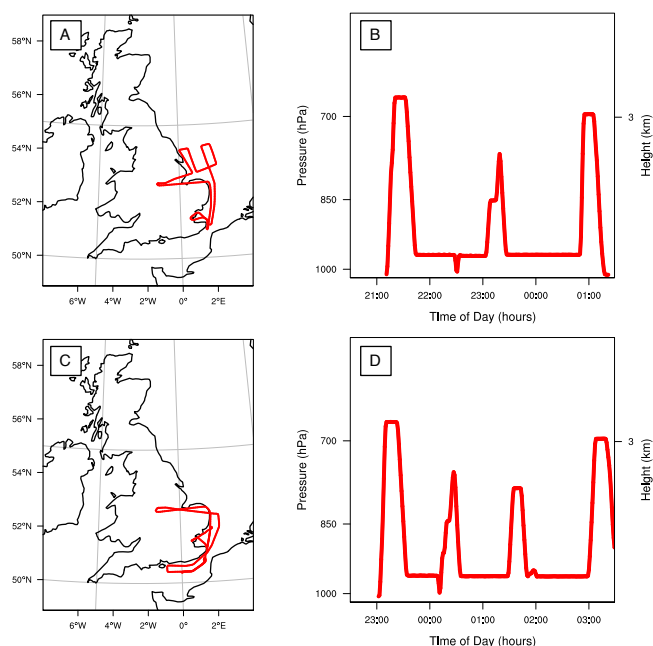 A
58°N
56°N
54°N
52°N
50°N
6°W 4°W 2°W 0° 2°E
B
Pressure (hPa)
700
850
1000
3
Height (km)
21:00 22:00 23:00 00:00 01:00
Time of Day (hours)
C
58°N
56°N
54°N
52°N
50°N
6°W 4°W 2°W 0° 2°E
D
Pressure (hPa)
700
850
1000
3
Height (km)
23:00 00:00 01:00 02:00 03:00
Time of Day (hours)